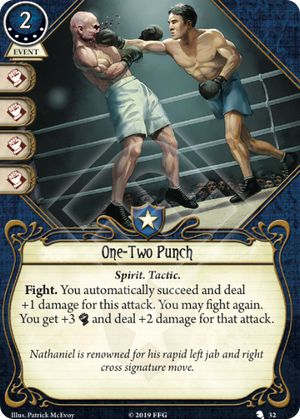 2
EVENT
One-Two Punch
Spirit. Tactic.
Fight. You automatically succeed and deal
+1 damage for this attack. You may fight again.
You get +3 and deal +2 damage for that attack.
Nathaniel is renowned for his rapid left jab and right
cross signature move.
Illus. Patrick McEvoy
© 2019 FFG
32